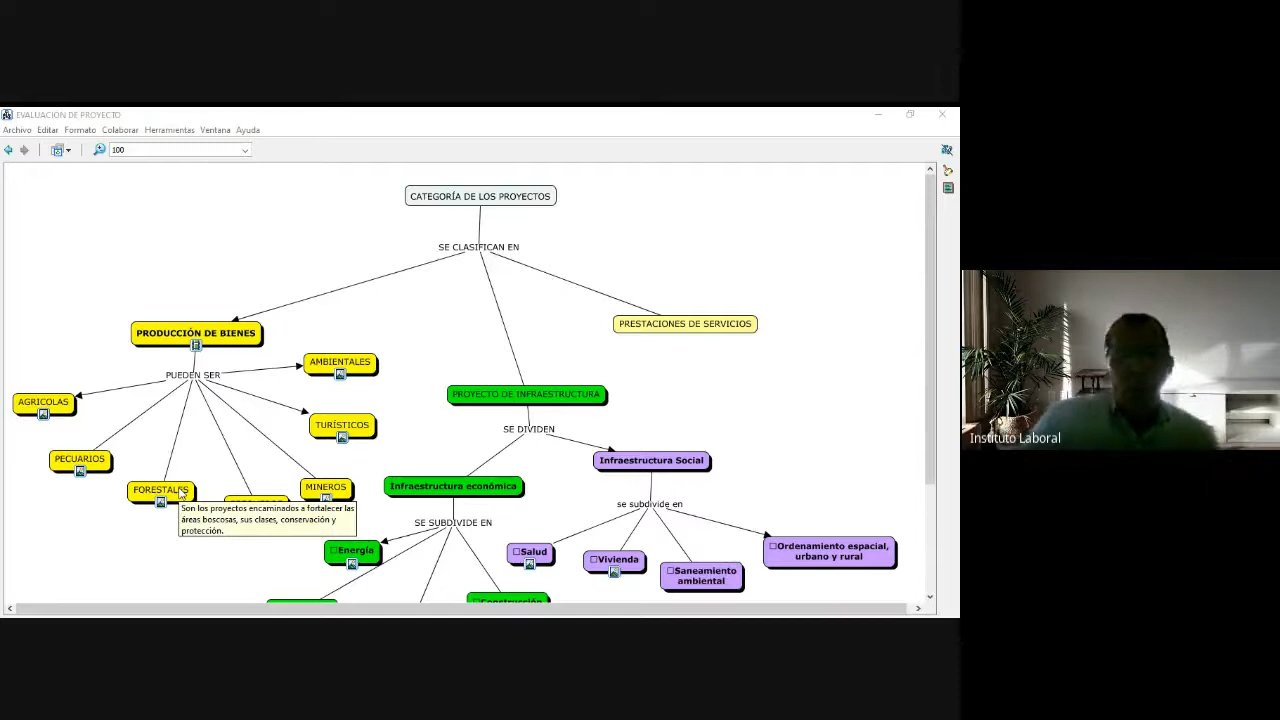 EVALUACION DE PROYECTO
Archivo Editar Formato Colaborar Herramientas Ventana Ayuda
100
CATEGORÍA DE LOS PROYECTOS
SE CLASIFICAN EN
PRODUCCIÓN DE BIENES
PRESTACIONES DE SERVICIOS
PUEDEN SER
AMBIENTALES
AGRICOLAS
PROYECTO DE INFRAESTRUCTURA
TURÍSTICOS
SE DIVIDEN
PECUARIOS
Infraestructura Social
FORESTALES
MINEROS
Infraestructura económica
Son los proyectos encaminados a fortalecer las
áreas boscosas, sus clases, conservación y
protección.
se subdivide en
SE SUBDIVIDE EN
Energía
Salud
Vivienda
Ordenamiento espacial,
urbano y rural
Saneamiento
ambiental
Construcción
Instituto Laboral